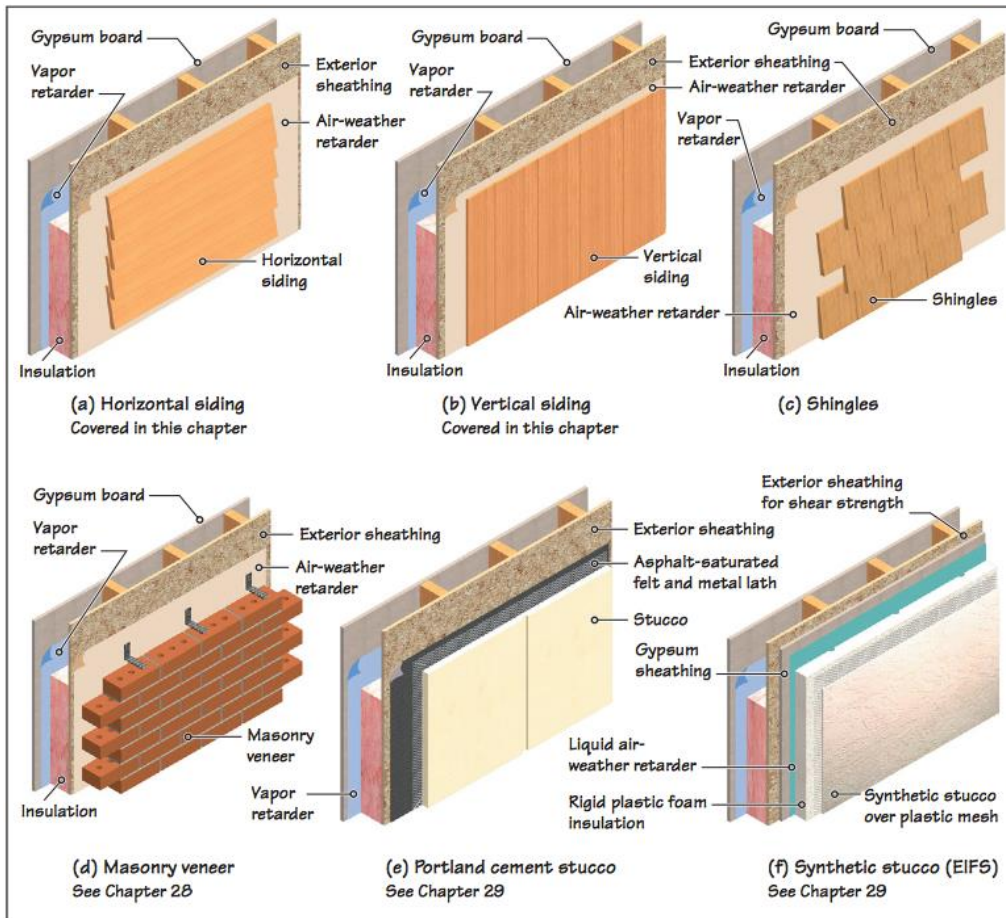 Gypsum board
Vapor
retarder
Exterior
sheathing
Air-weather
retarder
Horizontal
siding
Insulation
(a) Horizontal siding
Covered in this chapter
Gypsum board
Vapor
retarder
Exterior sheathing
Air-weather retarder
Vertical
siding
Insulation
(b) Vertical siding
Covered in this chapter
Gypsum board
Vapor
retarder
Air-weather retarder
Shingles
Insulation
(c) Shingles
Gypsum board
Vapor
retarder
Exterior sheathing
Air-weather
retarder
Masonry
veneer
Insulation
(d) Masonry veneer
See Chapter 28
Exterior sheathing
Asphalt-saturated
felt and metal lath
Stucco
Vapor
retarder
(e) Portland cement stucco
See Chapter 29
Exterior sheathing
for shear strength
Gypsum
sheathing
Liquid air-
weather retarder
Rigid plastic foam
insulation
Synthetic stucco
over plastic mesh
(f) Synthetic stucco (EIFS)
See Chapter 29